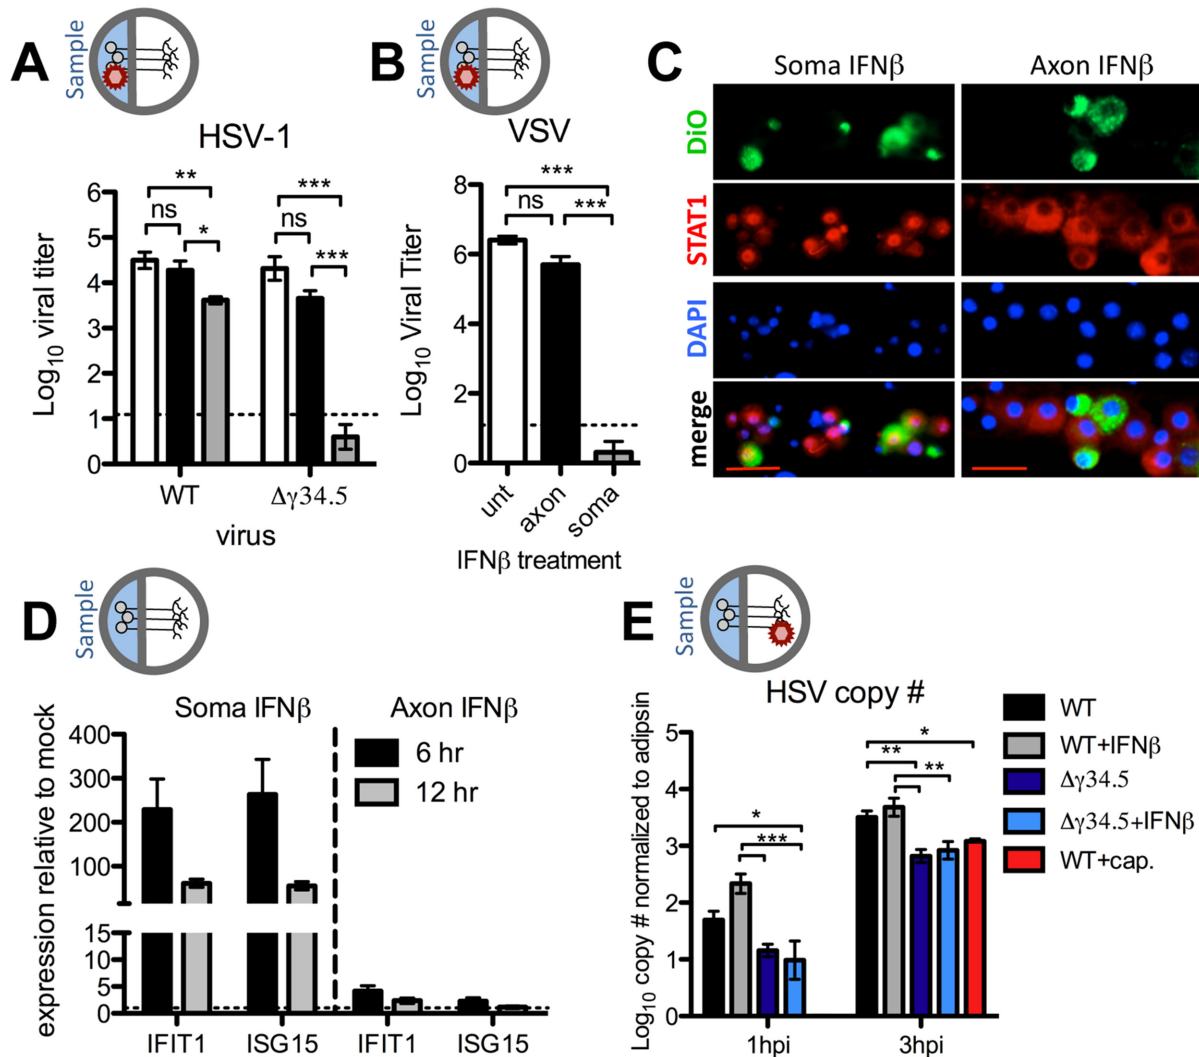 A
Sample
HSV-1
Log10 viral titer
6
5
4
3
2
1
0
**
ns
*
***
ns
***
WT
Δγ34.5
virus
B
Sample
VSV
Log10 Viral Titer
8
6
4
2
0
***
ns
***
unt
axon
soma
IFNβ treatment
C
Soma IFNβ
Axon IFNβ
DiO
STAT1
DAPI
merge
D
Sample
Soma IFNβ
Axon IFNβ
6 hr
12 hr
expression relative to mock
400
300
200
100
15
10
5
0
IFIT1
ISG15
IFIT1
ISG15
E
Sample
HSV copy #
Log10 copy # normalized to adipsin
5
4
3
2
1
0
*
***
*
**
**
1hpi
3hpi
WT
WT+IFNβ
Δγ34.5
Δγ34.5+IFNβ
WT+cap.